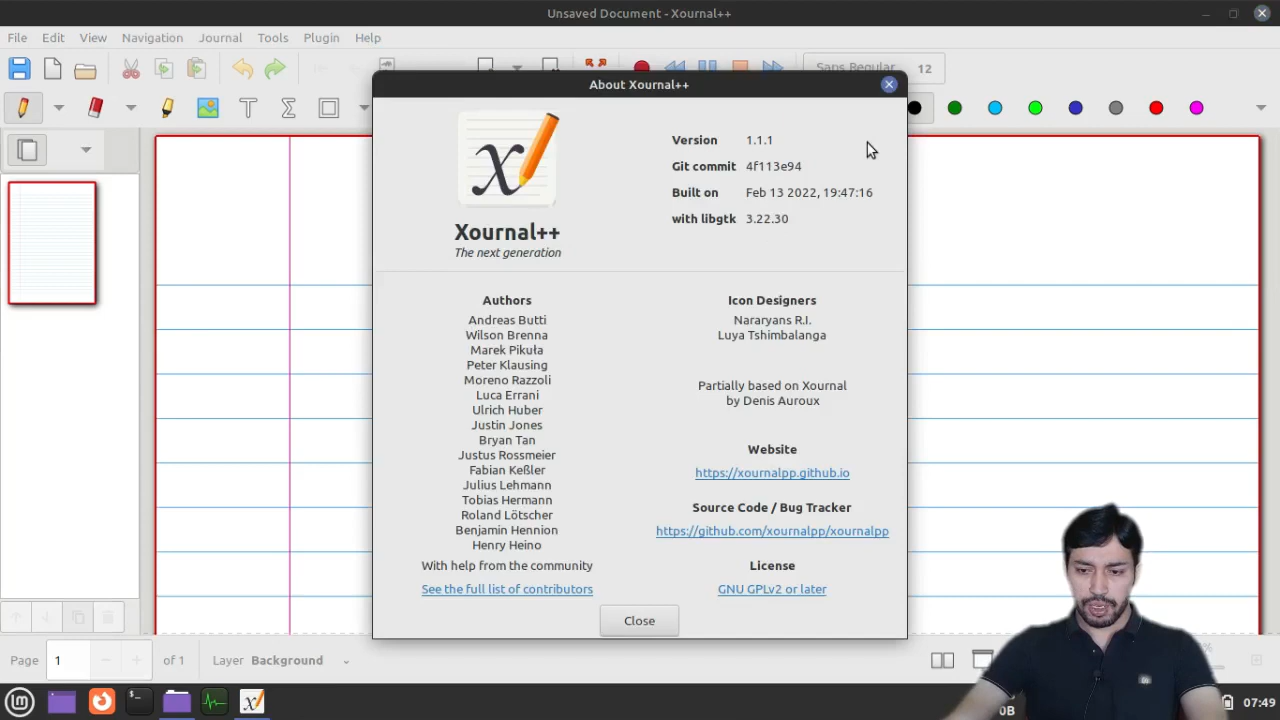 Unsaved Document - Xournal++
File Edit View Navigation Journal Tools Plugin Help
Sans Regular 12
About Xournal++
Xournal++
The next generation
Version 1.1.1
Git commit 4f113e94
Built on Feb 13 2022, 19:47:16
with libgtk 3.22.30
Authors
Andreas Butti
Wilson Brenna
Marek Pikuła
Peter Klausing
Moreno Razzoli
Luca Errani
Ulrich Huber
Justin Jones
Bryan Tan
Justus Rossmeier
Fabian Keßler
Julius Lehmann
Tobias Hermann
Roland Lötscher
Benjamin Hennion
Henry Heino
With help from the community
See the full list of contributors
Icon Designers
Nararyans R.I.
Luya Tshimbalanga
Partially based on Xournal
by Denis Auroux
Website
https://xournalpp.github.io
Source Code / Bug Tracker
https://github.com/xournalpp/xournalpp
License
GNU GPLv2 or later
Close
Page 1 of 1 Layer Background
07:49